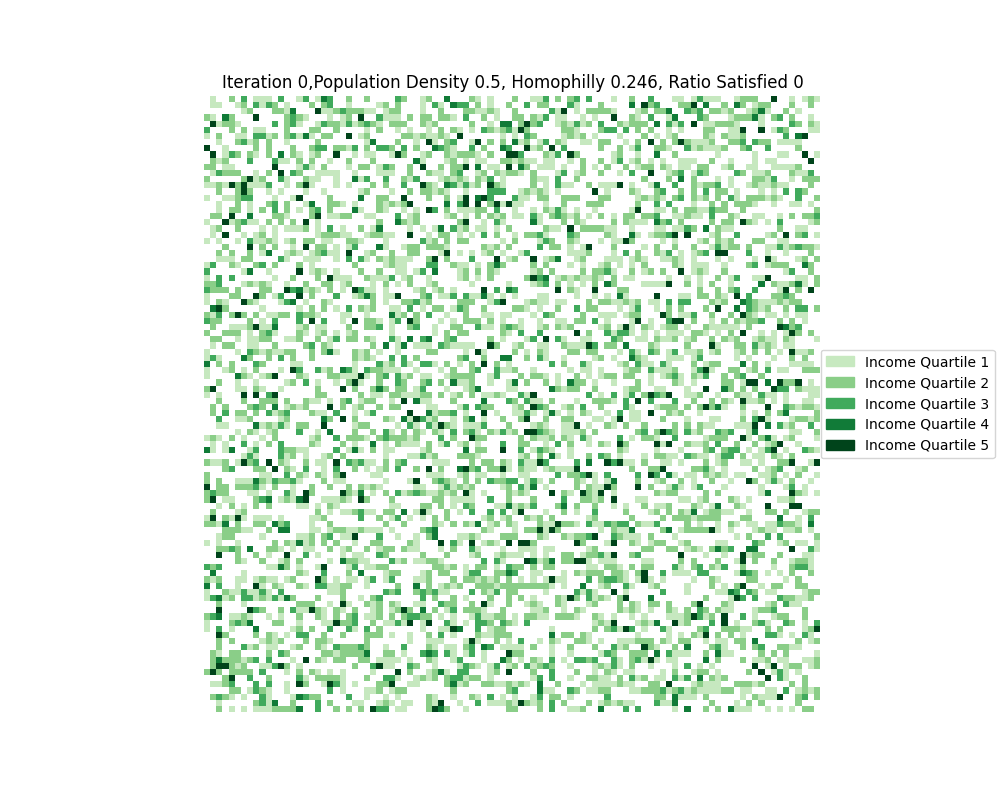 Iteration 0,Population Density 0.5, Homophilly 0.246, Ratio Satisfied 0
Income Quartile 1
Income Quartile 2
Income Quartile 3
Income Quartile 4
Income Quartile 5